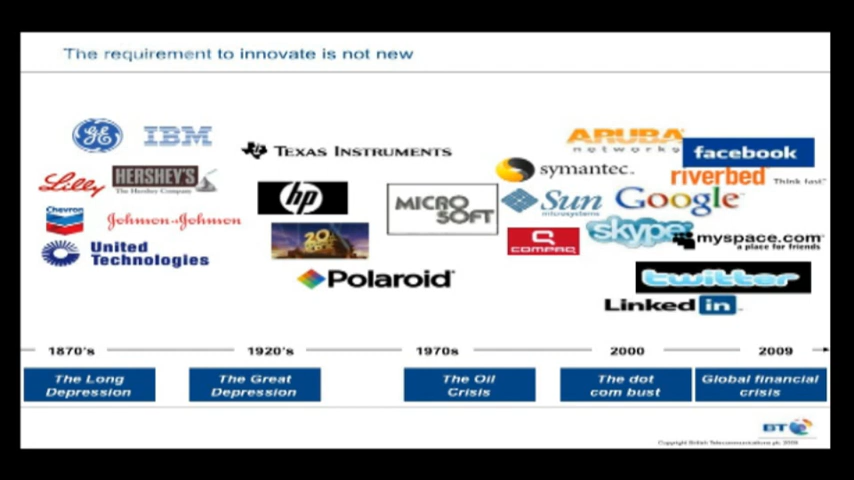 The requirement to innovate is not new
GE
IBM
TEXAS INSTRUMENTS
ARUBA
networks
facebook
Lilly
HERSHEY'S
The Hershey Company
hp
MICRO
SOFT
symantec
riverbed
Think fast
Sun
microsystems
Google
Chevron
Johnson & Johnson
20
COMPAQ
skype
myspace.com
a place for friends
United
Technologies
Polaroid
twitter
Linked in
1870's
1920's
1970s
2000
2009
The Long
Depression
The Great
Depression
The Oil
Crisis
The dot
com bust
Global financial
crisis
BT
Copyright British Telecommunications plc 2009